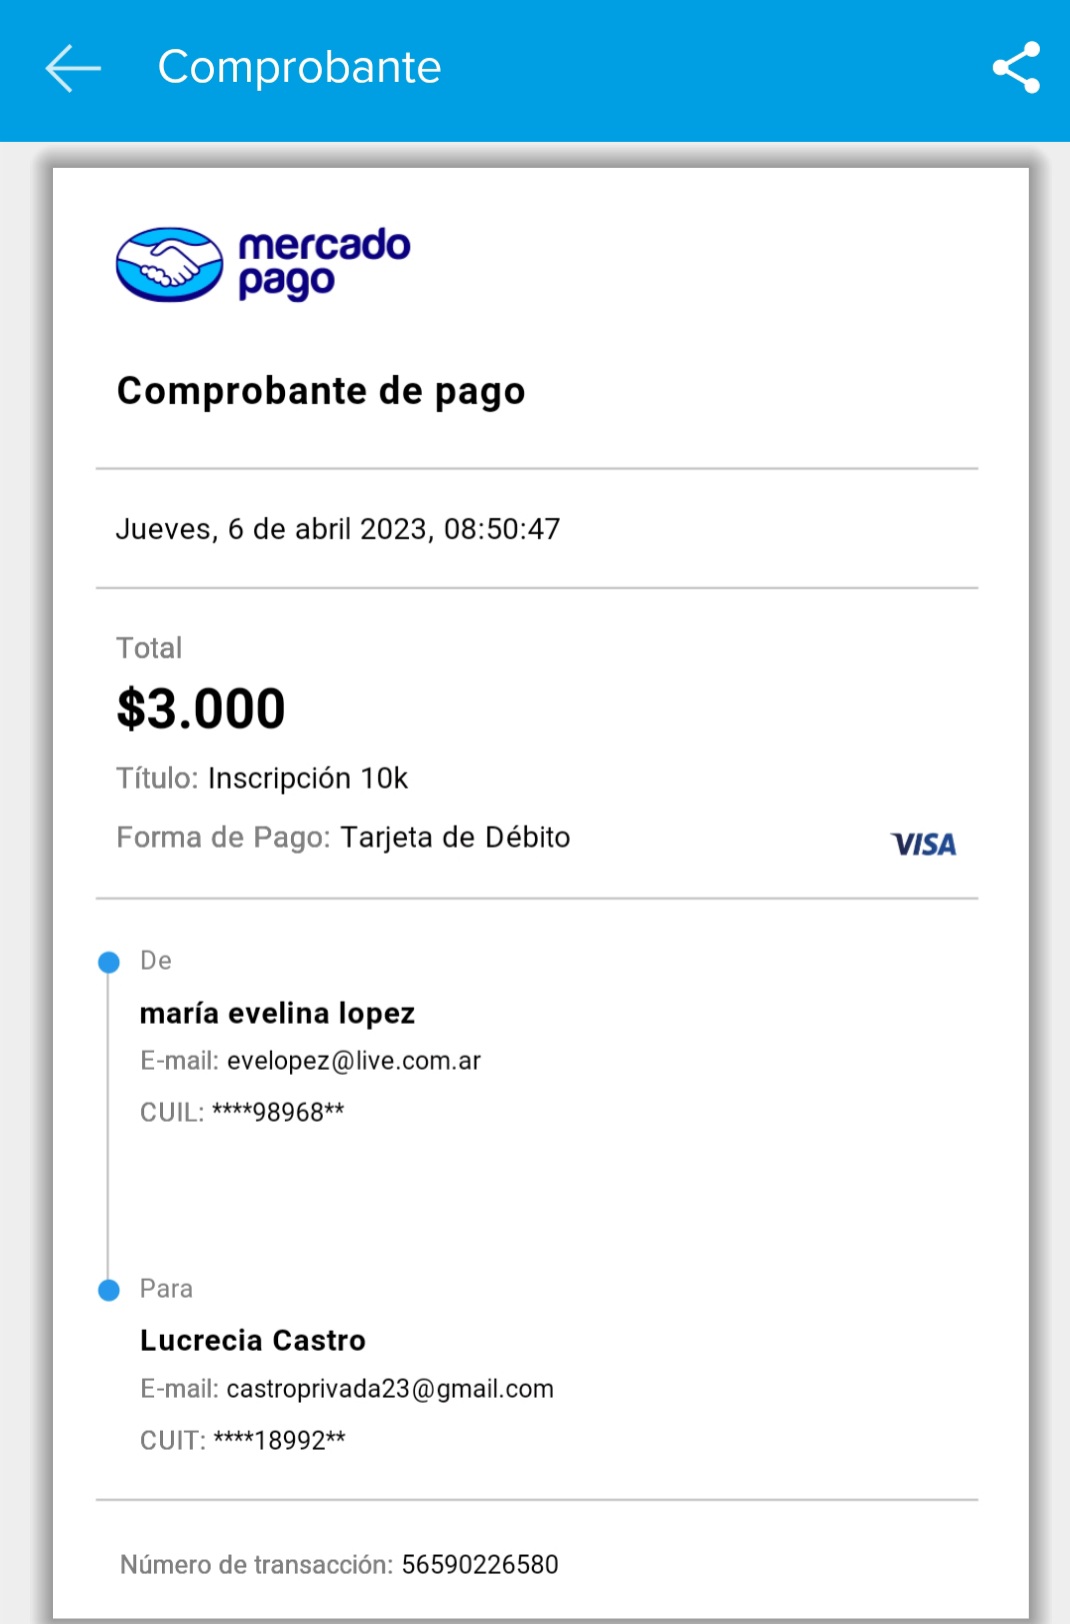 Comprobante
mercado
pago
Comprobante de pago
Jueves, 6 de abril 2023, 08:50:47
Total
$3.000
Título: Inscripción 10k
Forma de Pago: Tarjeta de Débito
VISA
De
maría evelina lopez
E-mail: evelopez@live.com.ar
CUIL: ****98968**
Para
Lucrecia Castro
E-mail: castroprivada23@gmail.com
CUIT: ****18992**
Número de transacción: 56590226580